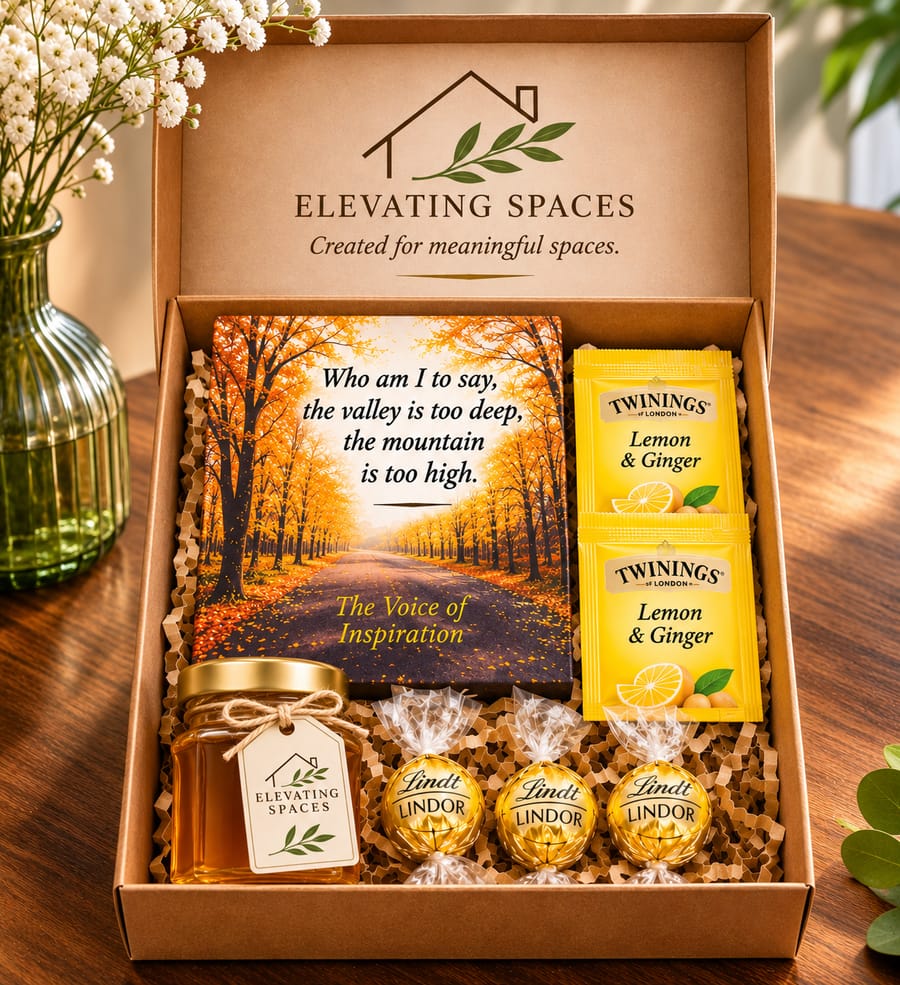 ELEVATING SPACES
Created for meaningful spaces.
Who am I to say,
the valley is too deep,
the mountain
is too high.
The Voice of
Inspiration
TWININGS®
OF LONDON
Lemon
& Ginger
TWININGS®
OF LONDON
Lemon
& Ginger
ELEVATING
SPACES
Lindt
LINDOR
Lindt
LINDOR
Lindt
LINDOR